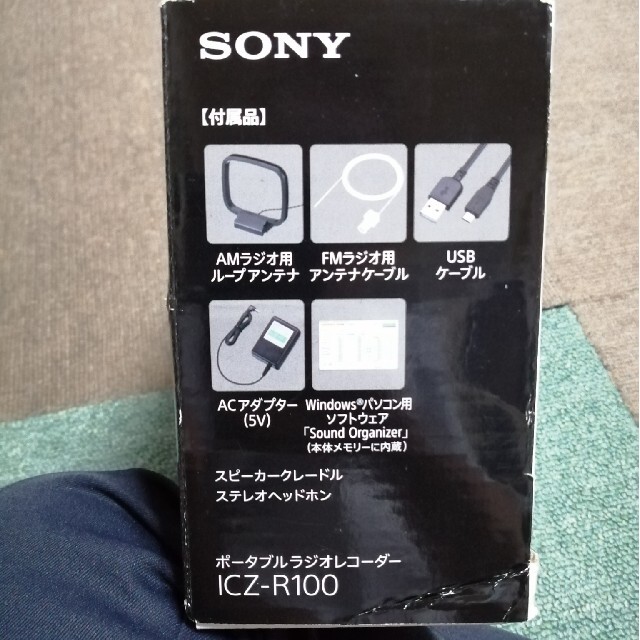 SONY
【付属品】
AMラジオ用
ループアンテナ
FMラジオ用
アンテナケーブル
USB
ケーブル
ACアダプター
(5V)
Windows®パソコン用
ソフトウェア
「Sound Organizer」
(本体メモリーに内蔵)
スピーカークレードル
ステレオヘッドホン
ポータブルラジオレコーダー
ICZ-R100